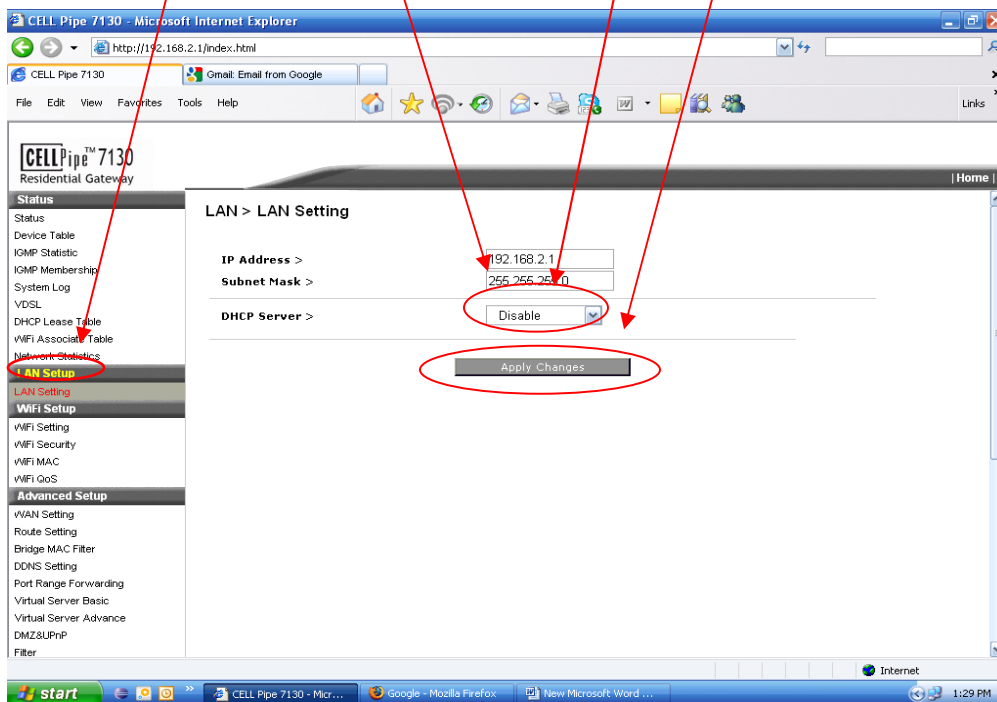 CELL Pipe 7130 - Microsoft Internet Explorer
http://192.168.2.1/index.html
CELL Pipe 7130
Gmail: Email from Google
File Edit View Favorites Tools Help
Links
CELLPipe™ 7130
Residential Gateway
| Home |
Status
Status
Device Table
IGMP Statistic
IGMP Membership
System Log
VDSL
DHCP Lease Table
WiFi Associate Table
Network Statistics
LAN Setup
LAN Setting
WiFi Setup
WiFi Setting
WiFi Security
WiFi MAC
WiFi QoS
Advanced Setup
WAN Setting
Route Setting
Bridge MAC Filter
DDNS Setting
Port Range Forwarding
Virtual Server Basic
Virtual Server Advance
DMZ&UPnP
Filter
LAN > LAN Setting
IP Address > 192.168.2.1
Subnet Mask > 255.255.255.0
DHCP Server > Disable
Apply Changes
Internet
start
CELL Pipe 7130 - Micr...
Google - Mozilla Firefox
New Microsoft Word ...
1:29 PM